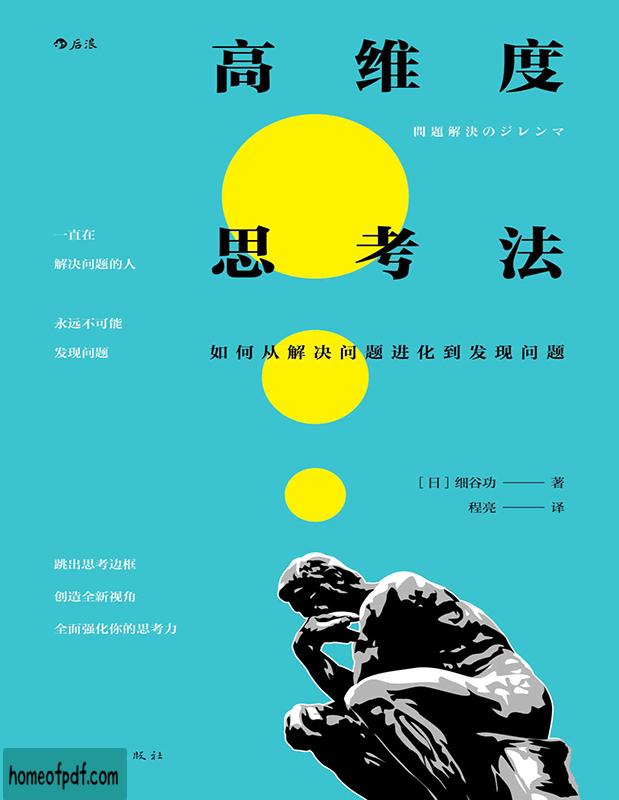 后浪
高维度
問題解決のジレンマ
思考法
一直在
解决问题的人
永远不可能
发现问题
如何从解决问题进化到发现问题
［日］细谷功 —— 著
程亮 —— 译
跳出思考边框
创造全新视角
全面强化你的思考力
版社
homeofpdf.com